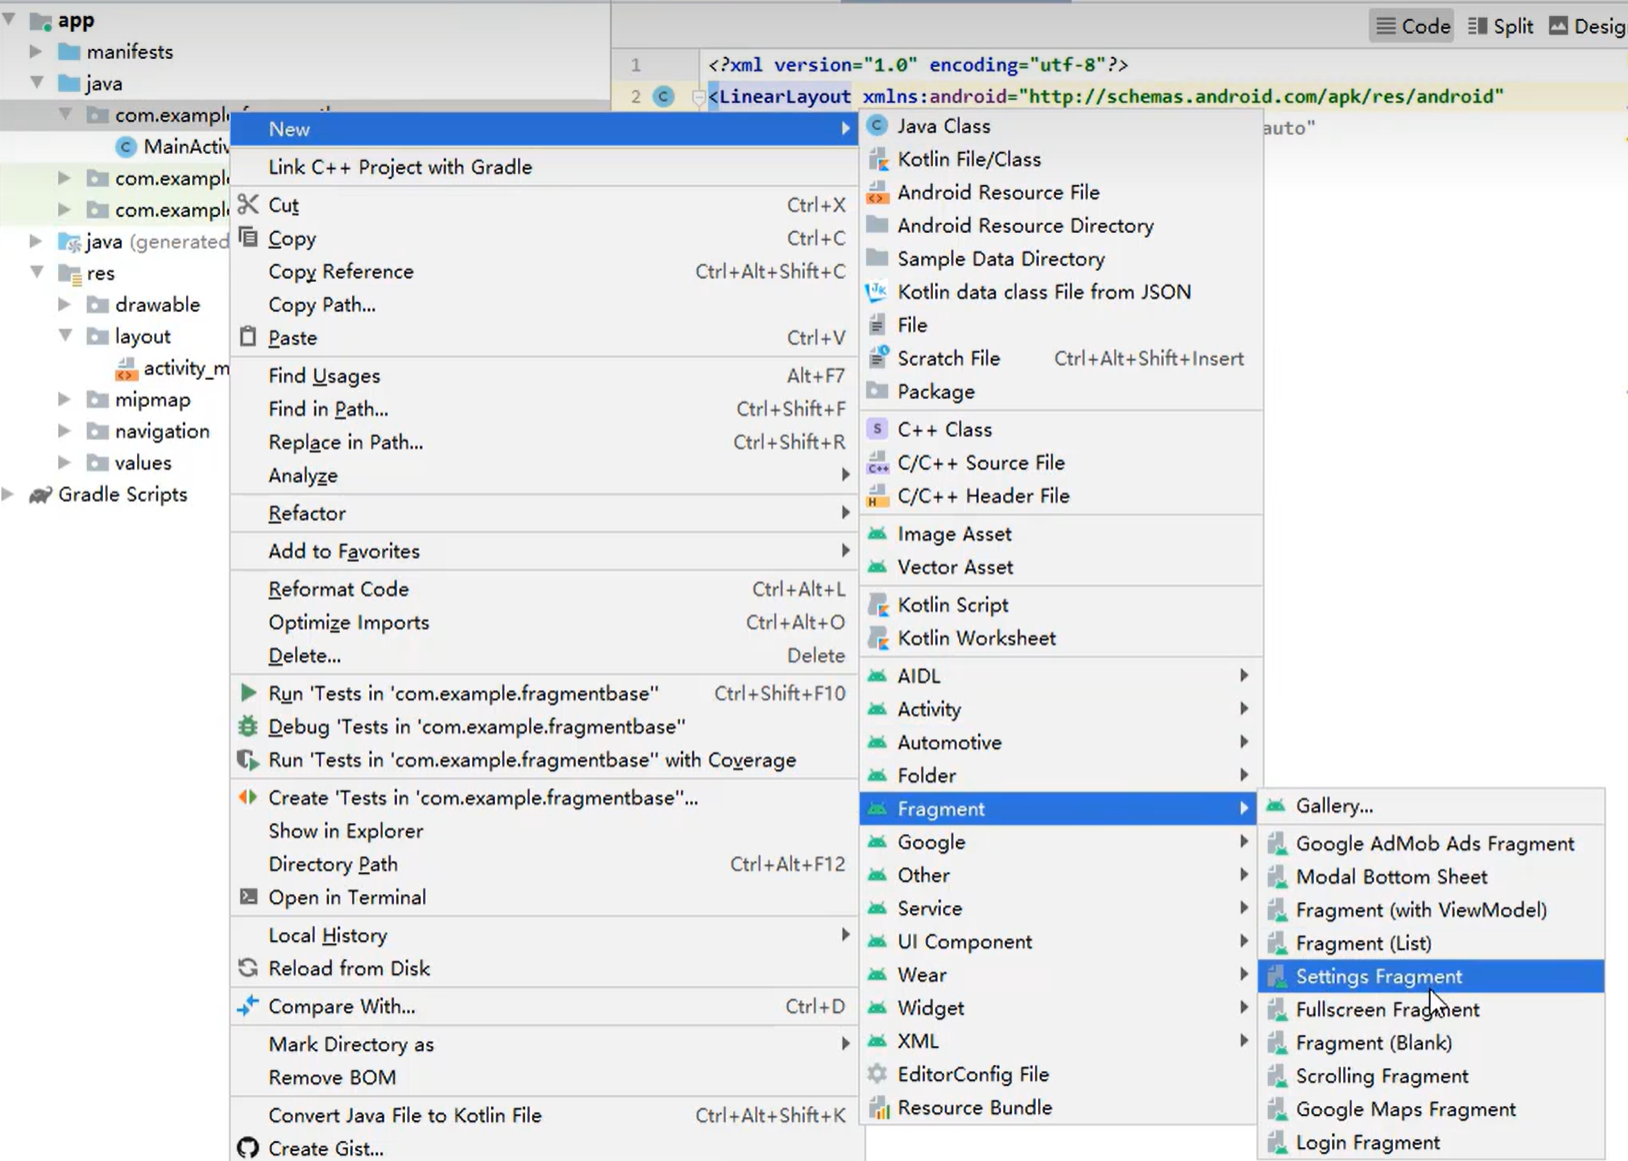 app
manifests
java
com.example
MainActiv
com.example
com.example
java (generated
res
drawable
layout
activity_m
mipmap
navigation
values
Gradle Scripts
Code
Split
Desig
1 <?xml version="1.0" encoding="utf-8"?>
2 <LinearLayout xmlns:android="http://schemas.android.com/apk/res/android"
auto"
New
Link C++ Project with Gradle
Cut Ctrl+X
Copy Ctrl+C
Copy Reference Ctrl+Alt+Shift+C
Copy Path...
Paste Ctrl+V
Find Usages Alt+F7
Find in Path... Ctrl+Shift+F
Replace in Path... Ctrl+Shift+R
Analyze
Refactor
Add to Favorites
Reformat Code Ctrl+Alt+L
Optimize Imports Ctrl+Alt+O
Delete... Delete
Run 'Tests in 'com.example.fragmentbase'' Ctrl+Shift+F10
Debug 'Tests in 'com.example.fragmentbase''
Run 'Tests in 'com.example.fragmentbase'' with Coverage
Create 'Tests in 'com.example.fragmentbase''...
Show in Explorer
Directory Path Ctrl+Alt+F12
Open in Terminal
Local History
Reload from Disk
Compare With... Ctrl+D
Mark Directory as
Remove BOM
Convert Java File to Kotlin File Ctrl+Alt+Shift+K
Create Gist...
Java Class
Kotlin File/Class
Android Resource File
Android Resource Directory
Sample Data Directory
Kotlin data class File from JSON
File
Scratch File Ctrl+Alt+Shift+Insert
Package
C++ Class
C/C++ Source File
C/C++ Header File
Image Asset
Vector Asset
Kotlin Script
Kotlin Worksheet
AIDL
Activity
Automotive
Folder
Fragment
Google
Other
Service
UI Component
Wear
Widget
XML
EditorConfig File
Resource Bundle
Gallery...
Google AdMob Ads Fragment
Modal Bottom Sheet
Fragment (with ViewModel)
Fragment (List)
Settings Fragment
Fullscreen Fragment
Fragment (Blank)
Scrolling Fragment
Google Maps Fragment
Login Fragment